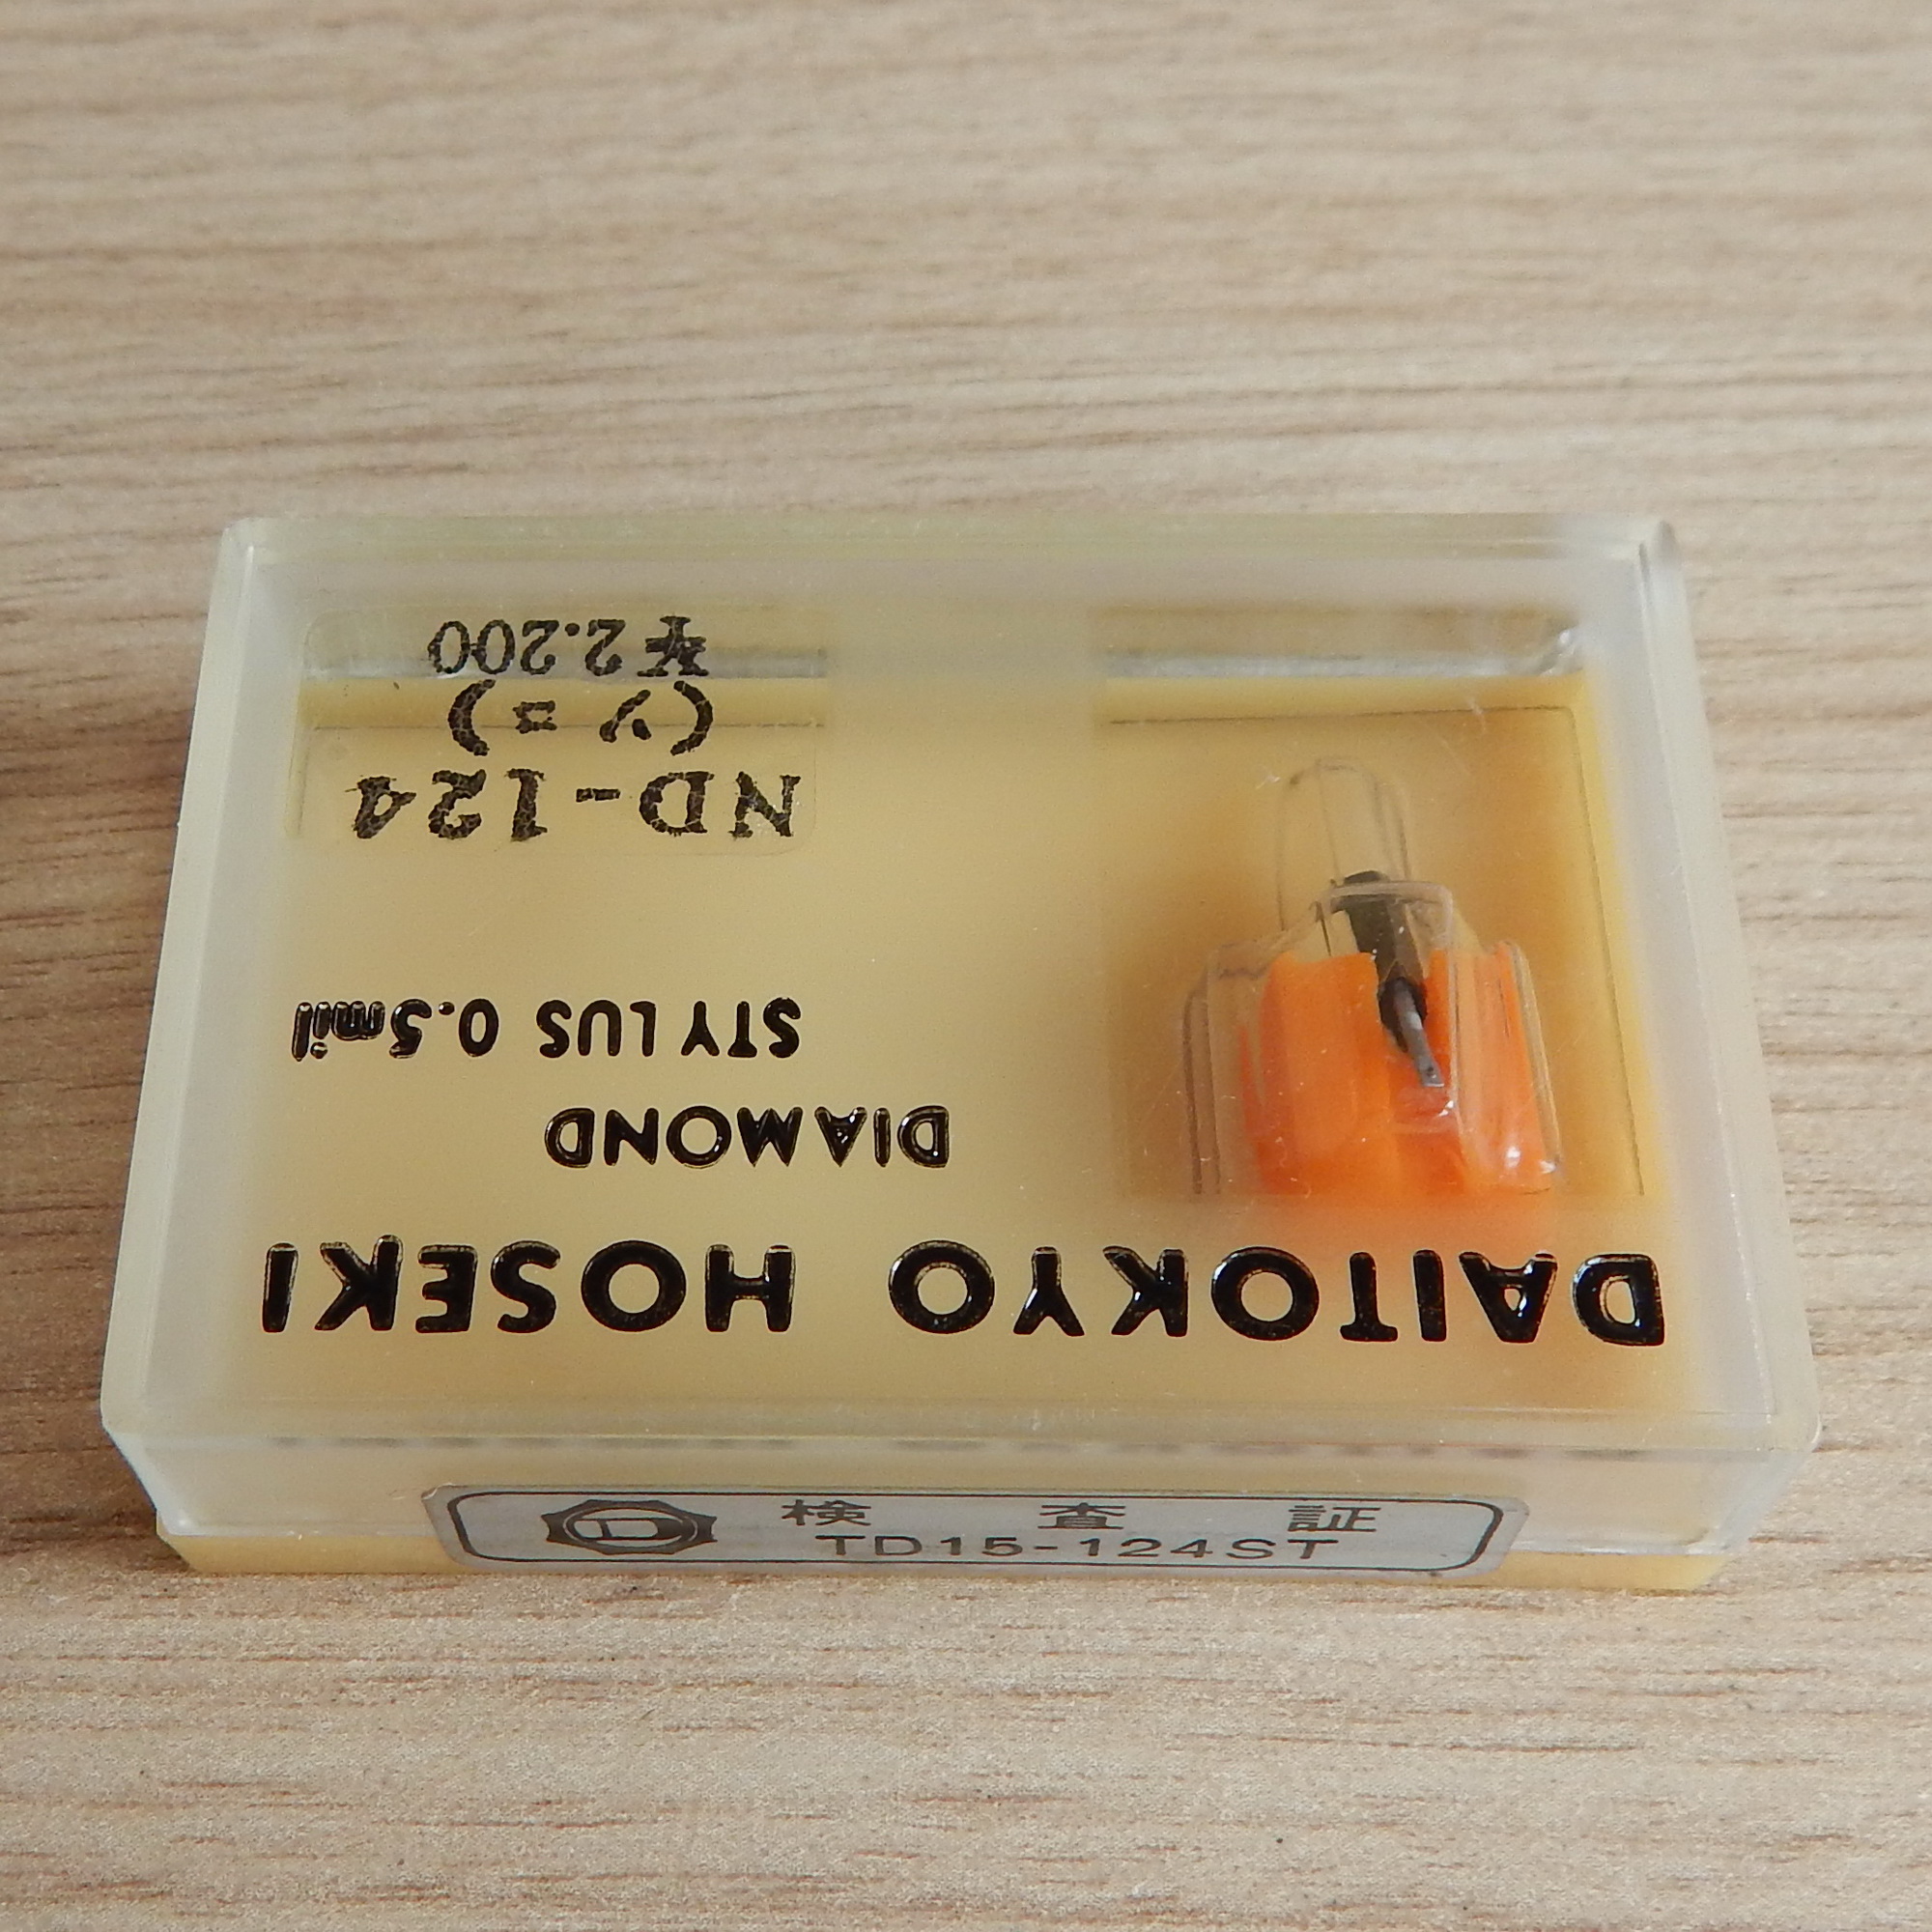 DAITOKYO HOSEKI
DIAMOND
STYLUS 0.5mil
ND-124
(ソニ)
¥2.200
D 検査証
TD15-124ST